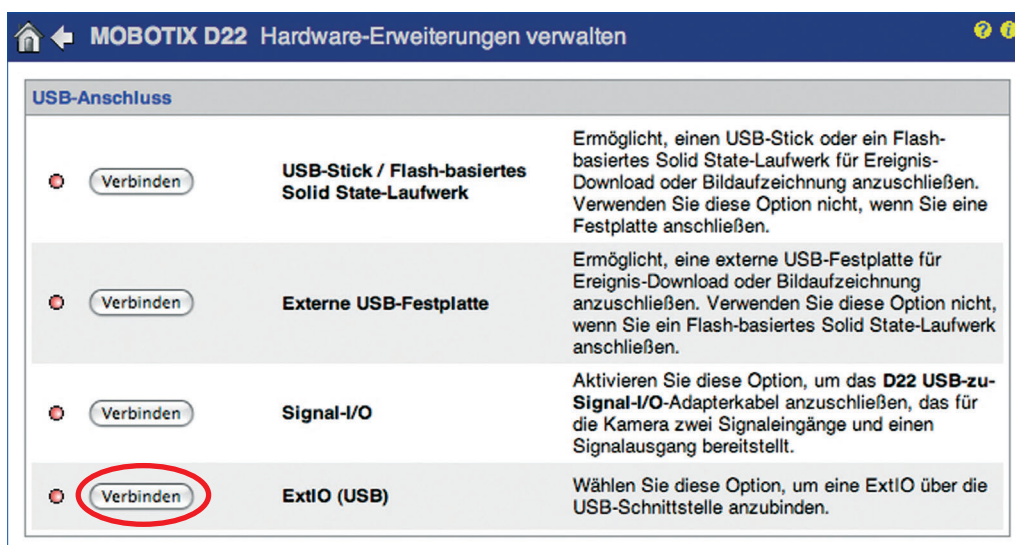 MOBOTIX D22 Hardware-Erweiterungen verwalten
USB-Anschluss
Verbinden
USB-Stick / Flash-basiertes
Solid State-Laufwerk
Ermöglicht, einen USB-Stick oder ein Flash-
basiertes Solid State-Laufwerk für Ereignis-
Download oder Bildaufzeichnung anzuschließen.
Verwenden Sie diese Option nicht, wenn Sie eine
Festplatte anschließen.
Verbinden
Externe USB-Festplatte
Ermöglicht, eine externe USB-Festplatte für
Ereignis-Download oder Bildaufzeichnung
anzuschließen. Verwenden Sie diese Option nicht,
wenn Sie ein Flash-basiertes Solid State-Laufwerk
anschließen.
Verbinden
Signal-I/O
Aktivieren Sie diese Option, um das D22 USB-zu-
Signal-I/O-Adapterkabel anzuschließen, das für
die Kamera zwei Signaleingänge und einen
Signalausgang bereitstellt.
Verbinden
ExtIO (USB)
Wählen Sie diese Option, um eine ExtIO über die
USB-Schnittstelle anzubinden.